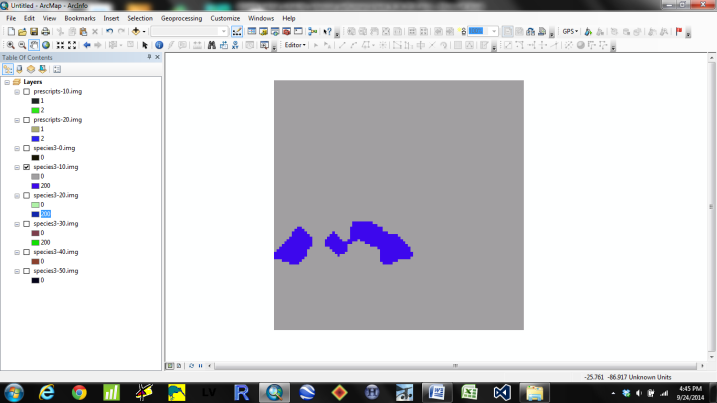 Untitled - ArcMap - ArcInfo
File Edit View Bookmarks Insert Selection Geoprocessing Customize Windows Help
Editor
GPS
Table Of Contents
Layers
prescripts-10.img
1
2
prescripts-20.img
1
2
species3-0.img
0
species3-10.img
0
200
species3-20.img
0
200
species3-30.img
0
200
species3-40.img
0
species3-50.img
0
-25.761 -86.917 Unknown Units
LV R H W X
4:45 PM
9/24/2014